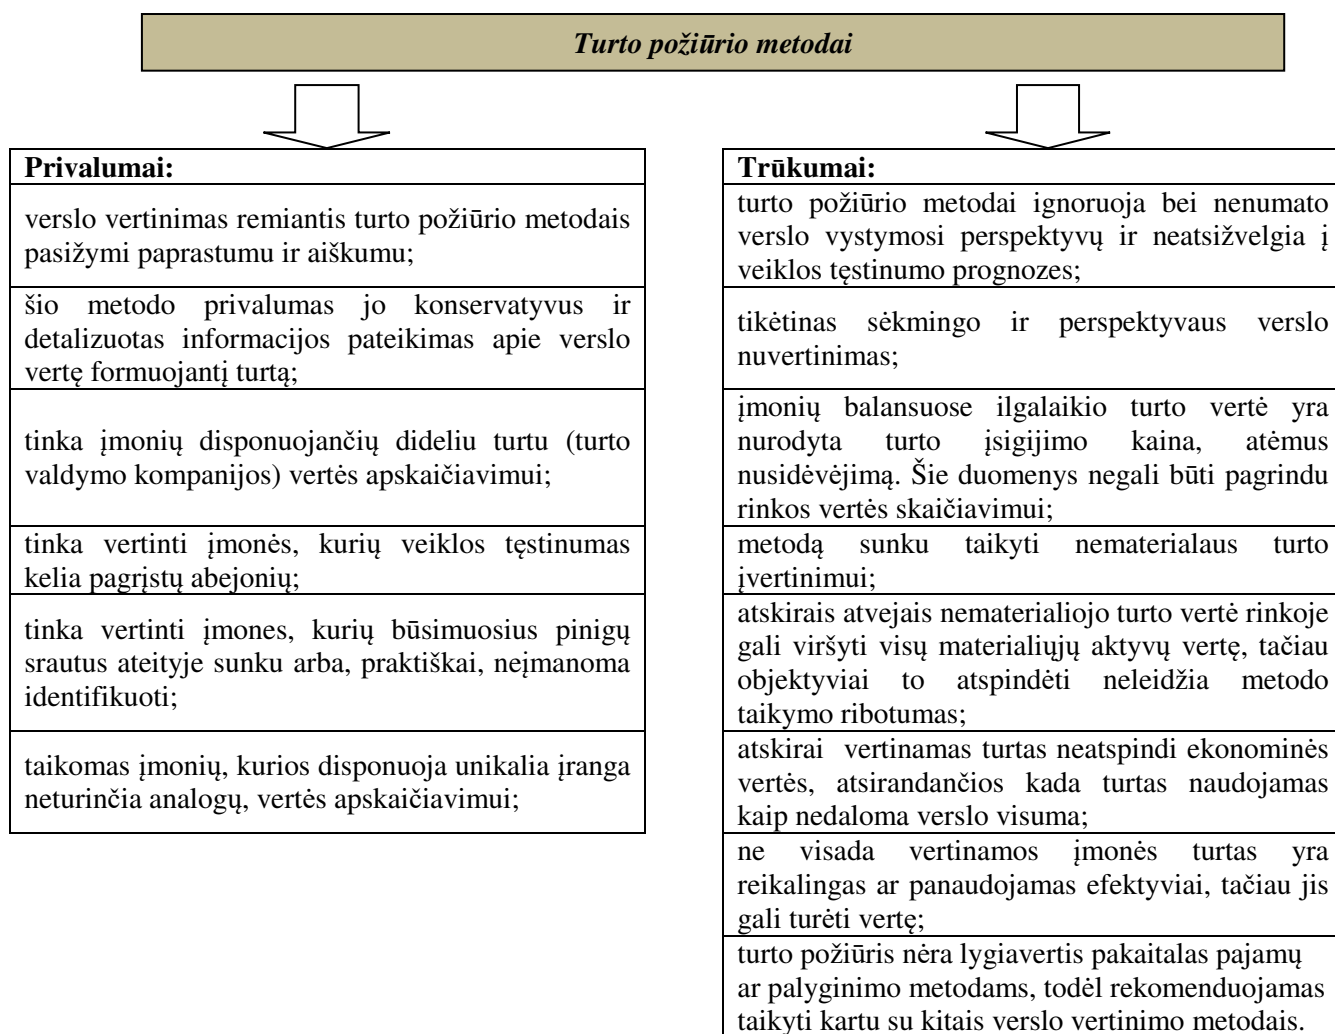 Turto požiūrio metodai
Privalumai:
verslo vertinimas remiantis turto požiūrio metodais
pasižymi paprastumu ir aiškumu;
šio metodo privalumas jo konservatyvus ir
detalizuotas informacijos pateikimas apie verslo
vertę formuojantį turtą;
tinka įmonių disponuojančių dideliu turtu (turto
valdymo kompanijos) vertės apskaičiavimui;
tinka vertinti įmonės, kurių veiklos tęstinumas
kelia pagrįstų abejonių;
tinka vertinti įmones, kurių būsimuosius pinigų
srautus ateityje sunku arba, praktiškai, neįmanoma
identifikuoti;
taikomas įmonių, kurios disponuoja unikalia įranga
neturinčia analogų, vertės apskaičiavimui;
Trūkumai:
turto požiūrio metodai ignoruoja bei nenumato
verslo vystymosi perspektyvų ir neatsižvelgia į
veiklos tęstinumo prognozes;
tikėtinas sėkmingo ir perspektyvaus verslo
nuvertinimas;
įmonių balansuose ilgalaikio turto vertė yra
nurodyta turto įsigijimo kaina, atėmus
nusidėvėjimą. Šie duomenys negali būti pagrindu
rinkos vertės skaičiavimui;
metodą sunku taikyti nematerialaus turto
įvertinimui;
atskirais atvejais nematerialiojo turto vertė rinkoje
gali viršyti visų materialiųjų aktyvų vertę, tačiau
objektyviai to atspindėti neleidžia metodo
taikymo ribotumas;
atskirai vertinamas turtas neatspindi ekonominės
vertės, atsirandančios kada turtas naudojamas
kaip nedaloma verslo visuma;
ne visada vertinamos įmonės turtas yra
reikalingas ar panaudojamas efektyviai, tačiau jis
gali turėti vertę;
turto požiūris nėra lygiavertis pakaitalas pajamų
ar palyginimo metodams, todėl rekomenduojamas
taikyti kartu su kitais verslo vertinimo metodais.